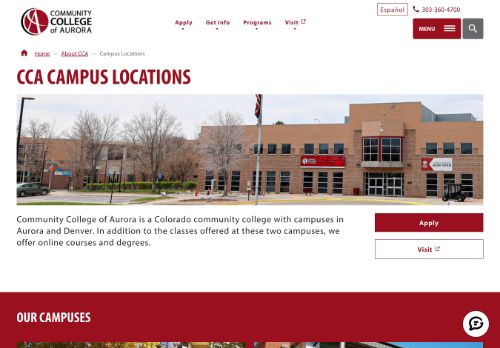 Español
303-360-4700
COMMUNITY
COLLEGE
of AURORA
Apply
Get Info
Programs
Visit
MENU
Home
About CCA
Campus Locations
CCA CAMPUS LOCATIONS
NOW OPEN
Community College of Aurora is a Colorado community college with campuses in
Aurora and Denver. In addition to the classes offered at these two campuses, we
offer online courses and degrees.
Apply
Visit
OUR CAMPUSES